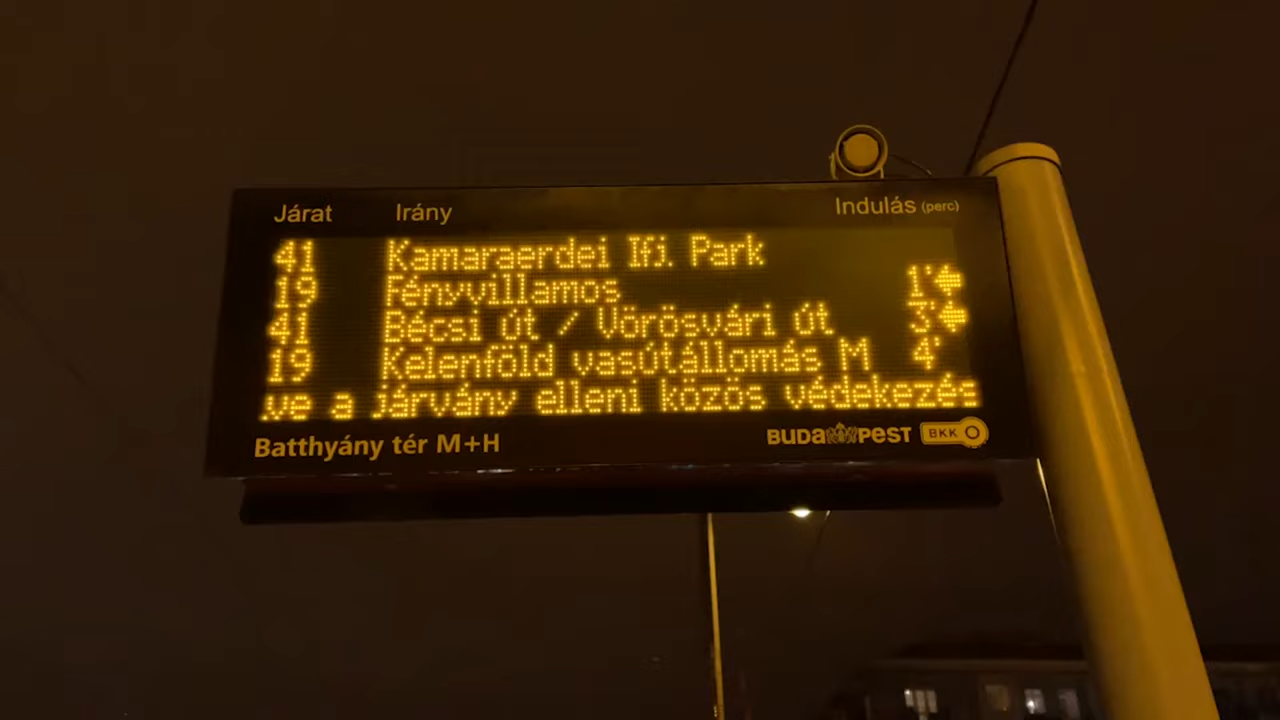 Járat Irány Indulás (perc)
41 Kamaraerdei Ifi Park
19 Fényvillamos 1'
41 Bécsi út / Vörösvári út 3'
19 Kelenföld vasútállomás M 4'
ve a járvány elleni közös védekezés
Batthyány tér M+H BUDAPEST BKK